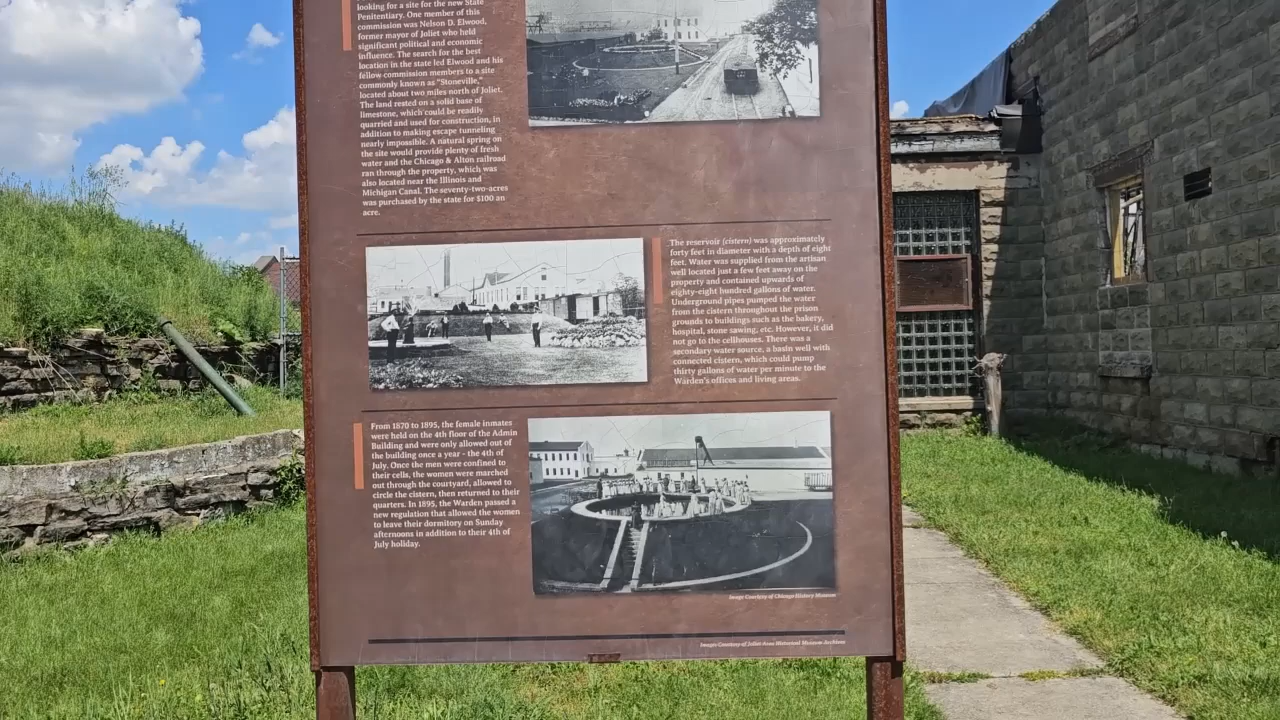 looking for a site for the new State
Penitentiary. One member of this
commission was Nelson D. Elwood,
former mayor of Joliet who held
significant political and economic
influence. The search for the best
location in the state led Elwood and his
fellow commission members to a site
commonly known as "Stoneville,"
located about two miles north of Joliet.
The land rested on a solid base of
limestone, which could be readily
quarried and used for construction, in
addition to making escape tunneling
nearly impossible. A natural spring on
the site would provide plenty of fresh
water and the Chicago & Alton railroad
ran through the property, which was
also located near the Illinois and
Michigan Canal. The seventy-two-acres
was purchased by the state for $100 an
acre.
The reservoir (cistern) was approximately
forty feet in diameter with a depth of eight
feet. Water was supplied from the artisan
well located just a few feet away on the
property and contained upwards of
eighty-eight hundred gallons of water.
Underground pipes pumped the water
from the cistern throughout the prison
grounds to buildings such as the bakery,
hospital, stone sawing, etc. However, it did
not go to the cellhouses. There was a
secondary water source, a basin well with
connected cistern, which could pump
thirty gallons of water per minute to the
Warden's offices and living areas.
From 1870 to 1895, the female inmates
were held on the 4th floor of the Admin
Building and were only allowed out of
the building once a year - the 4th of
July. Once the men were confined to
their cells, the women were marched
out through the courtyard, allowed to
circle the cistern, then returned to their
quarters. In 1895, the Warden passed a
new regulation that allowed the women
to leave their dormitory on Sunday
afternoons in addition to their 4th of
July holiday.
Image Courtesy of Chicago History Museum
Images Courtesy of Joliet Area Historical Museum Archives